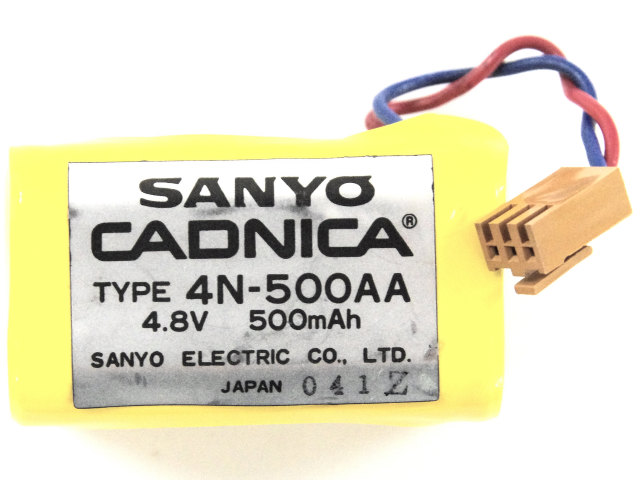 SANYO
CADNICA®
TYPE 4N-500AA
4.8V 500mAh
SANYO ELECTRIC CO., LTD.
JAPAN 041Z